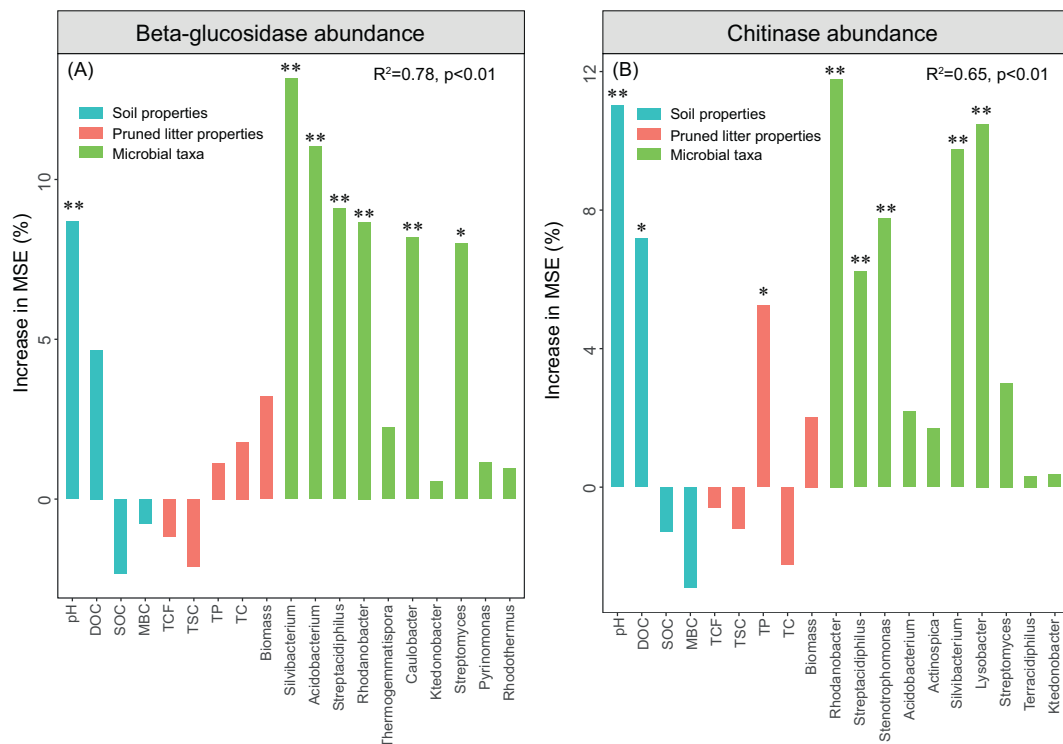 Beta-glucosidase abundance
(A)
R²=0.78, p<0.01
Soil properties
Pruned litter properties
Microbial taxa
Increase in MSE (%)
10
5
0
**
**
**
**
**
**
*
pH
DOC
SOC
MBC
TCF
TSC
TP
TC
Biomass
Silvibacterium
Acidobacterium
Streptacidiphilus
Rhodanobacter
Thermogemmatispora
Caulobacter
Ktedonobacter
Streptomyces
Pyrinomonas
Rhodothermus
Chitinase abundance
(B)
R²=0.65, p<0.01
Soil properties
Pruned litter properties
Microbial taxa
Increase in MSE (%)
12
8
4
0
**
*
*
**
**
**
**
**
pH
DOC
SOC
MBC
TCF
TSC
TP
TC
Biomass
Rhodanobacter
Streptacidiphilus
Stenotrophomonas
Acidobacterium
Actinospica
Silvibacterium
Lysobacter
Streptomyces
Terracidiphilus
Ktedonobacter